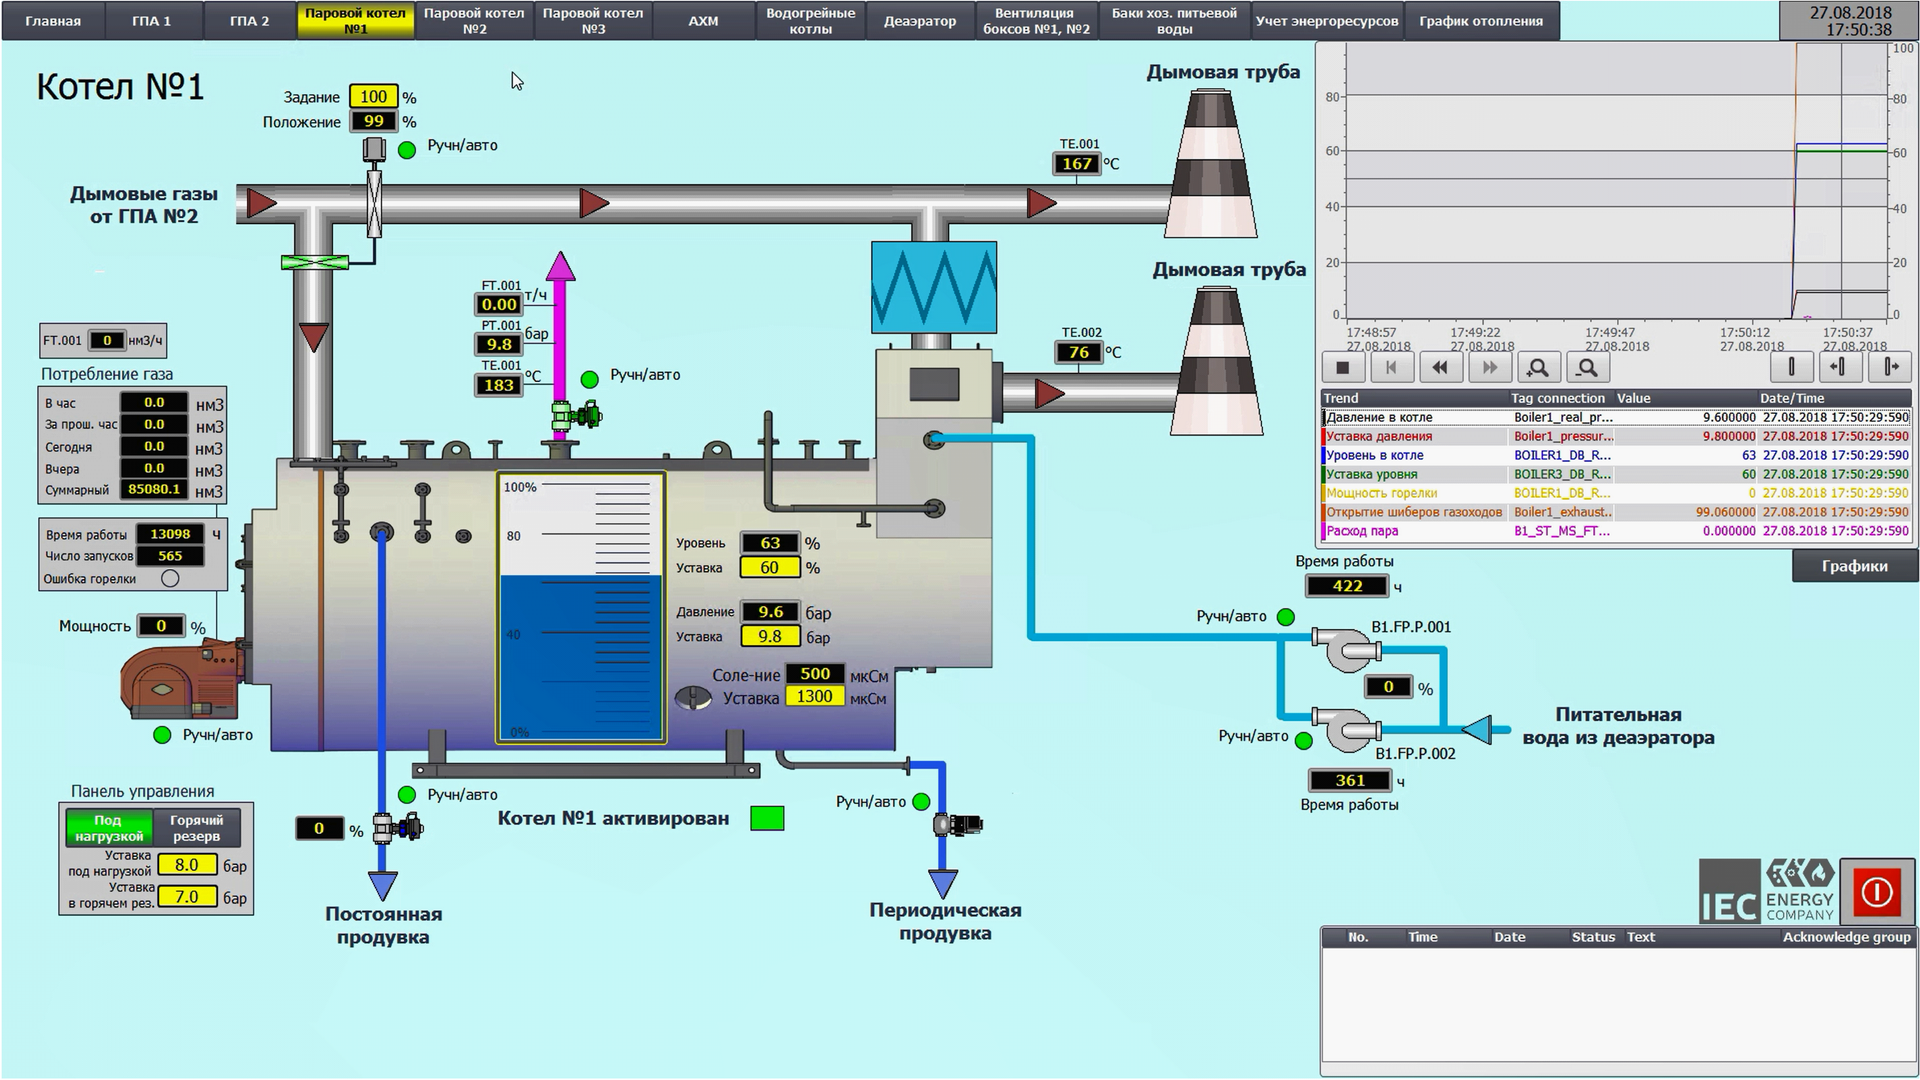 Главная
ГПА 1
ГПА 2
Паровой котел
№1
Паровой котел
№2
Паровой котел
№3
АХМ
Водогрейные
котлы
Деаэратор
Вентиляция
боксов №1, №2
Баки хоз. питьевой
воды
Учет энергоресурсов
График отопления
27.08.2018
17:50:38
Котел №1
Задание 100 %
Положение 99 %
Ручн/авто
Дымовые газы
от ГПА №2
TE.001
167 °C
Дымовая труба
Дымовая труба
TE.002
76 °C
FT.001
0.00 т/ч
PT.001
9.8 бар
TE.001
183 °C
Ручн/авто
FT.001 0 нм3/ч
Потребление газа
В час 0.0 нм3
За прош. час 0.0 нм3
Сегодня 0.0 нм3
Вчера 0.0 нм3
Суммарный 85080.1 нм3
Время работы 13098 ч
Число запусков 565
Ошибка горелки
Мощность 0 %
Ручн/авто
100%
80
40
0%
Уровень 63 %
Уставка 60 %
Давление 9.6 бар
Уставка 9.8 бар
Соле-ние 500 мкСм
Уставка 1300 мкСм
Панель управления
Под
нагрузкой
Горячий
резерв
Уставка
под нагрузкой 8.0 бар
Уставка
в горячем рез. 7.0 бар
0 %
Ручн/авто
Постоянная
продувка
Котел №1 активирован
Ручн/авто
Периодическая
продувка
100
80 80
60 60
40 40
20 20
0 0
17:48:57 17:49:22 17:49:47 17:50:12 17:50:37
27.08.2018 27.08.2018 27.08.2018 27.08.2018 27.08.2018
Trend Tag connection Value Date/Time
Давление в котле Boiler1_real_pr... 9.600000 27.08.2018 17:50:29:590
Уставка давления Boiler1_pressur... 9.800000 27.08.2018 17:50:29:590
Уровень в котле BOILER1_DB_R... 63 27.08.2018 17:50:29:590
Уставка уровня BOILER3_DB_R... 60 27.08.2018 17:50:29:590
Мощность горелки BOILER1_DB_R... 0 27.08.2018 17:50:29:590
Открытие шиберов газоходов Boiler1_exhaust... 99.060000 27.08.2018 17:50:29:590
Расход пара B1_ST_MS_FT... 0.000000 27.08.2018 17:50:29:590
Графики
Время работы
422 ч
Ручн/авто
B1.FP.P.001
0 %
Ручн/авто
B1.FP.P.002
361 ч
Время работы
Питательная
вода из деаэратора
IEC ENERGY
COMPANY
No. Time Date Status Text Acknowledge group